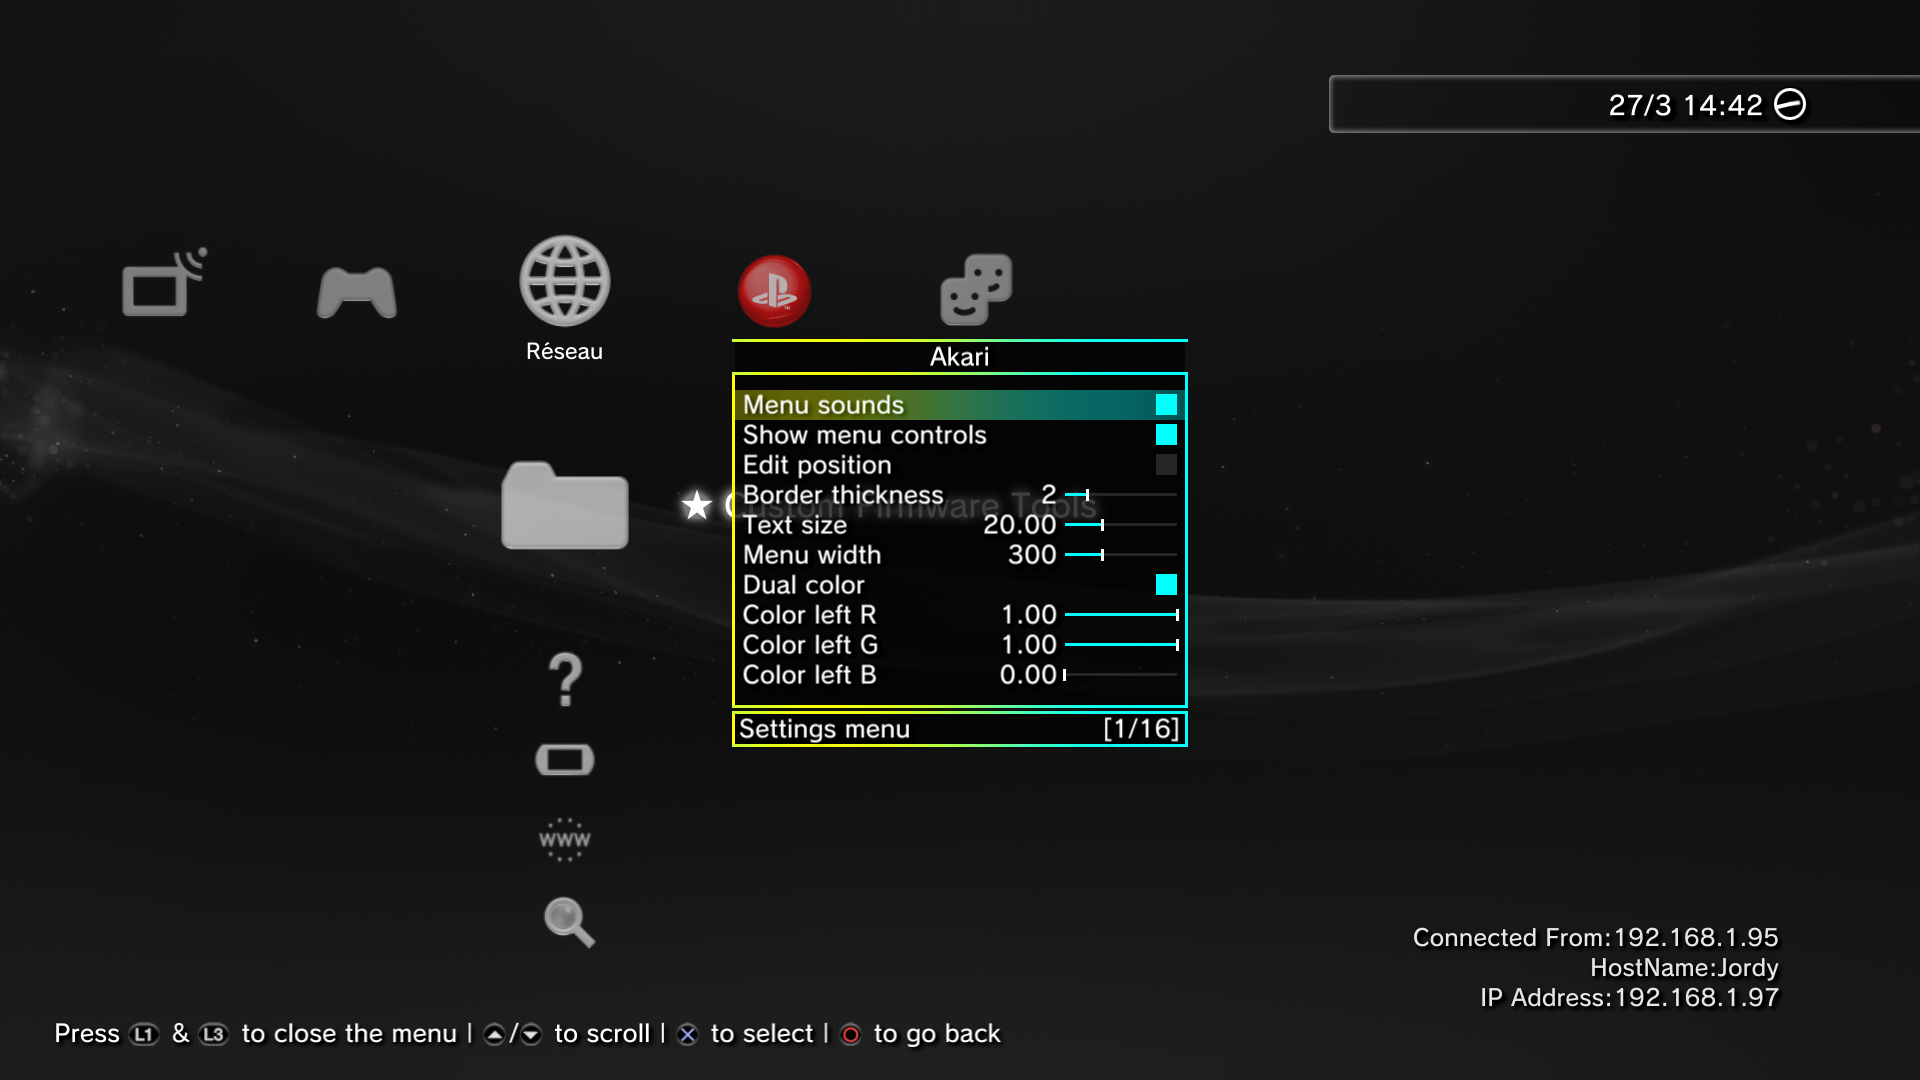 27/3 14:42
Réseau
Akari
Menu sounds
Show menu controls
Edit position
★ Custom Firmware Tools
Border thickness 2
Text size 20.00
Menu width 300
Dual color
Color left R 1.00
Color left G 1.00
Color left B 0.00
Settings menu [1/16]
www
Connected From:192.168.1.95
HostName:Jordy
IP Address:192.168.1.97
Press L1 & L3 to close the menu | / to scroll | to select | to go back